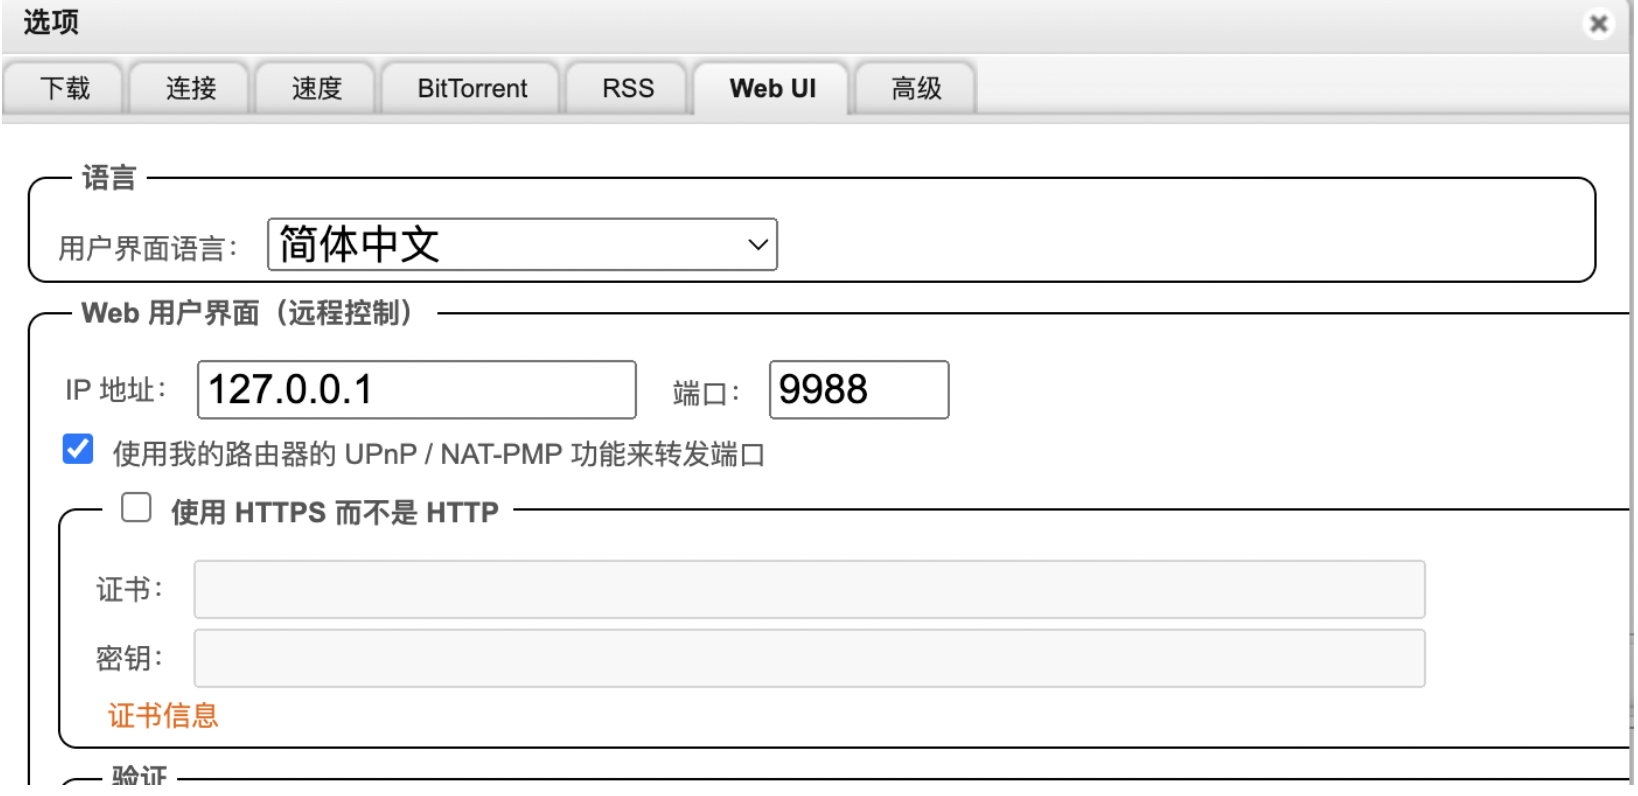 选项
下载 连接 速度 BitTorrent RSS Web UI 高级
语言
用户界面语言： 简体中文
Web 用户界面（远程控制）
IP 地址： 127.0.0.1 端口： 9988
使用我的路由器的 UPnP / NAT-PMP 功能来转发端口
使用 HTTPS 而不是 HTTP
证书：
密钥：
证书信息
验证